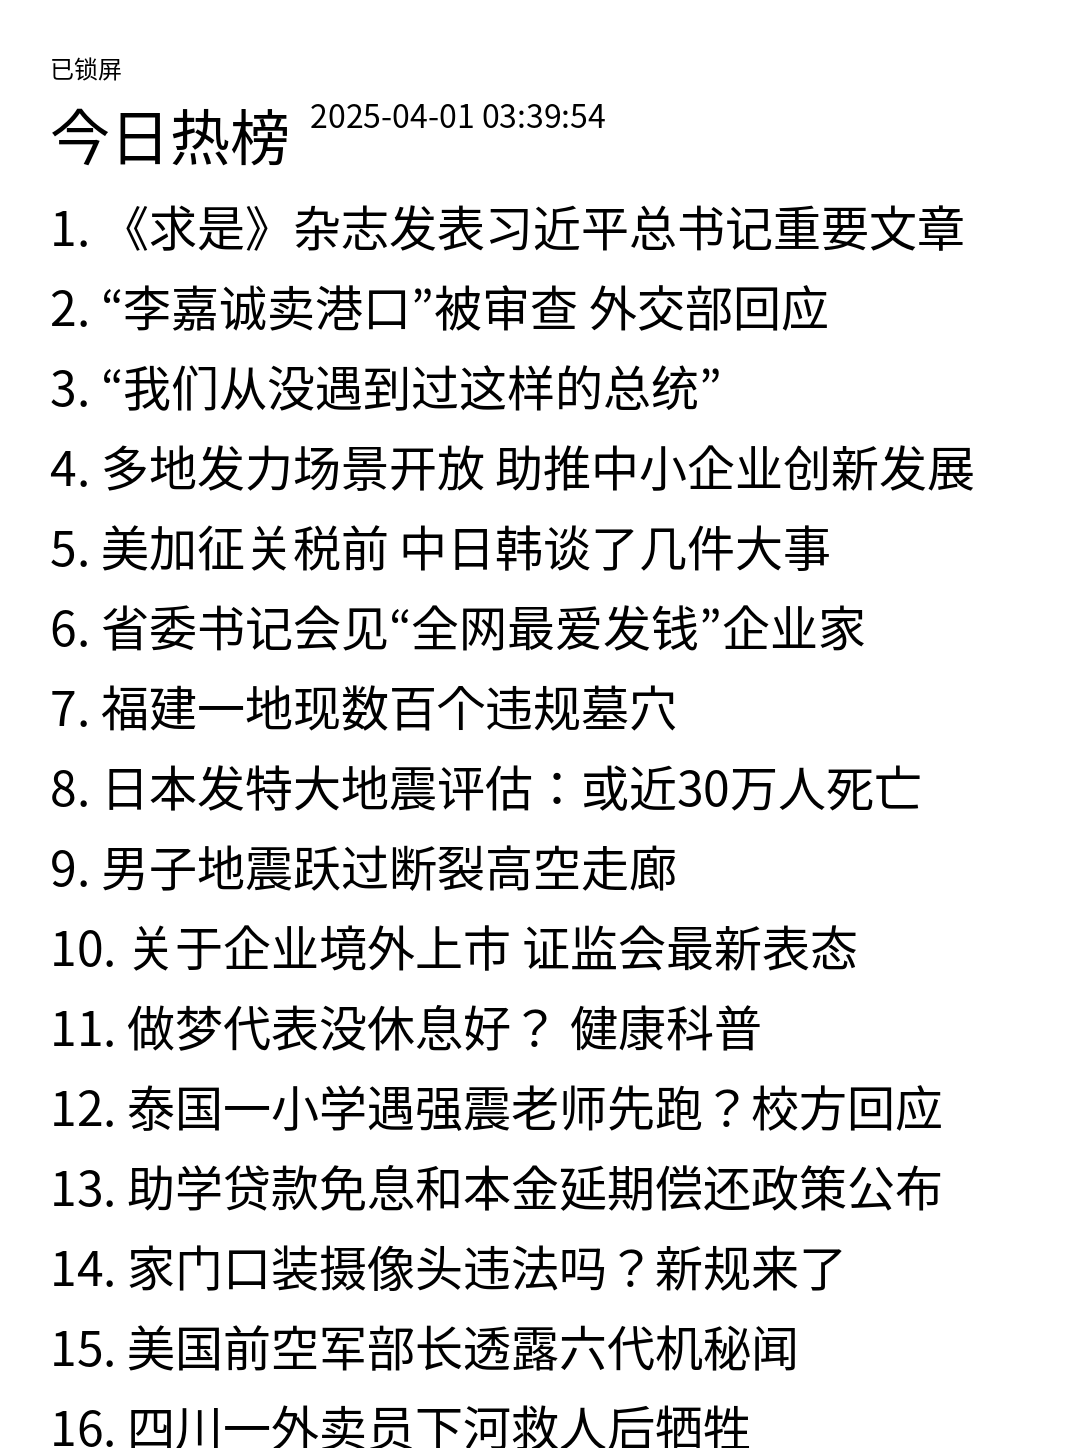 已锁屏
今日热榜 2025-04-01 03:39:54
1. 《求是》杂志发表习近平总书记重要文章
2. “李嘉诚卖港口”被审查 外交部回应
3. “我们从没遇到过这样的总统”
4. 多地发力场景开放 助推中小企业创新发展
5. 美加征关税前 中日韩谈了几件大事
6. 省委书记会见“全网最爱发钱”企业家
7. 福建一地现数百个违规墓穴
8. 日本发特大地震评估：或近30万人死亡
9. 男子地震跃过断裂高空走廊
10. 关于企业境外上市 证监会最新表态
11. 做梦代表没休息好？ 健康科普
12. 泰国一小学遇强震老师先跑？校方回应
13. 助学贷款免息和本金延期偿还政策公布
14. 家门口装摄像头违法吗？新规来了
15. 美国前空军部长透露六代机秘闻
16. 四川一外卖员下河救人后牺牲